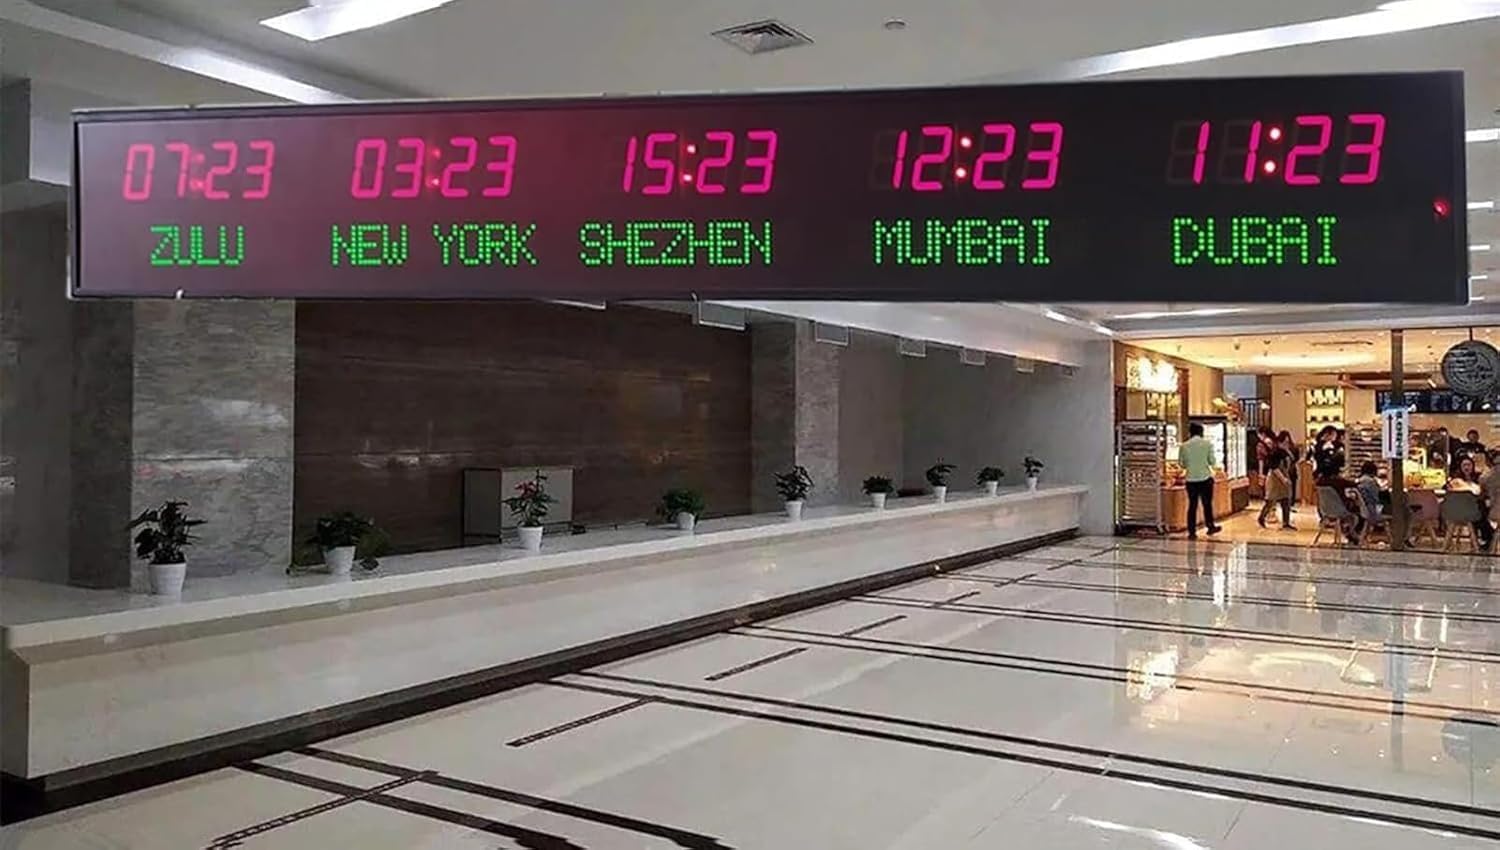 07:23 03:23 15:23 12:23 11:23
ZULU NEW YORK SHEZHEN MUMBAI DUBAI